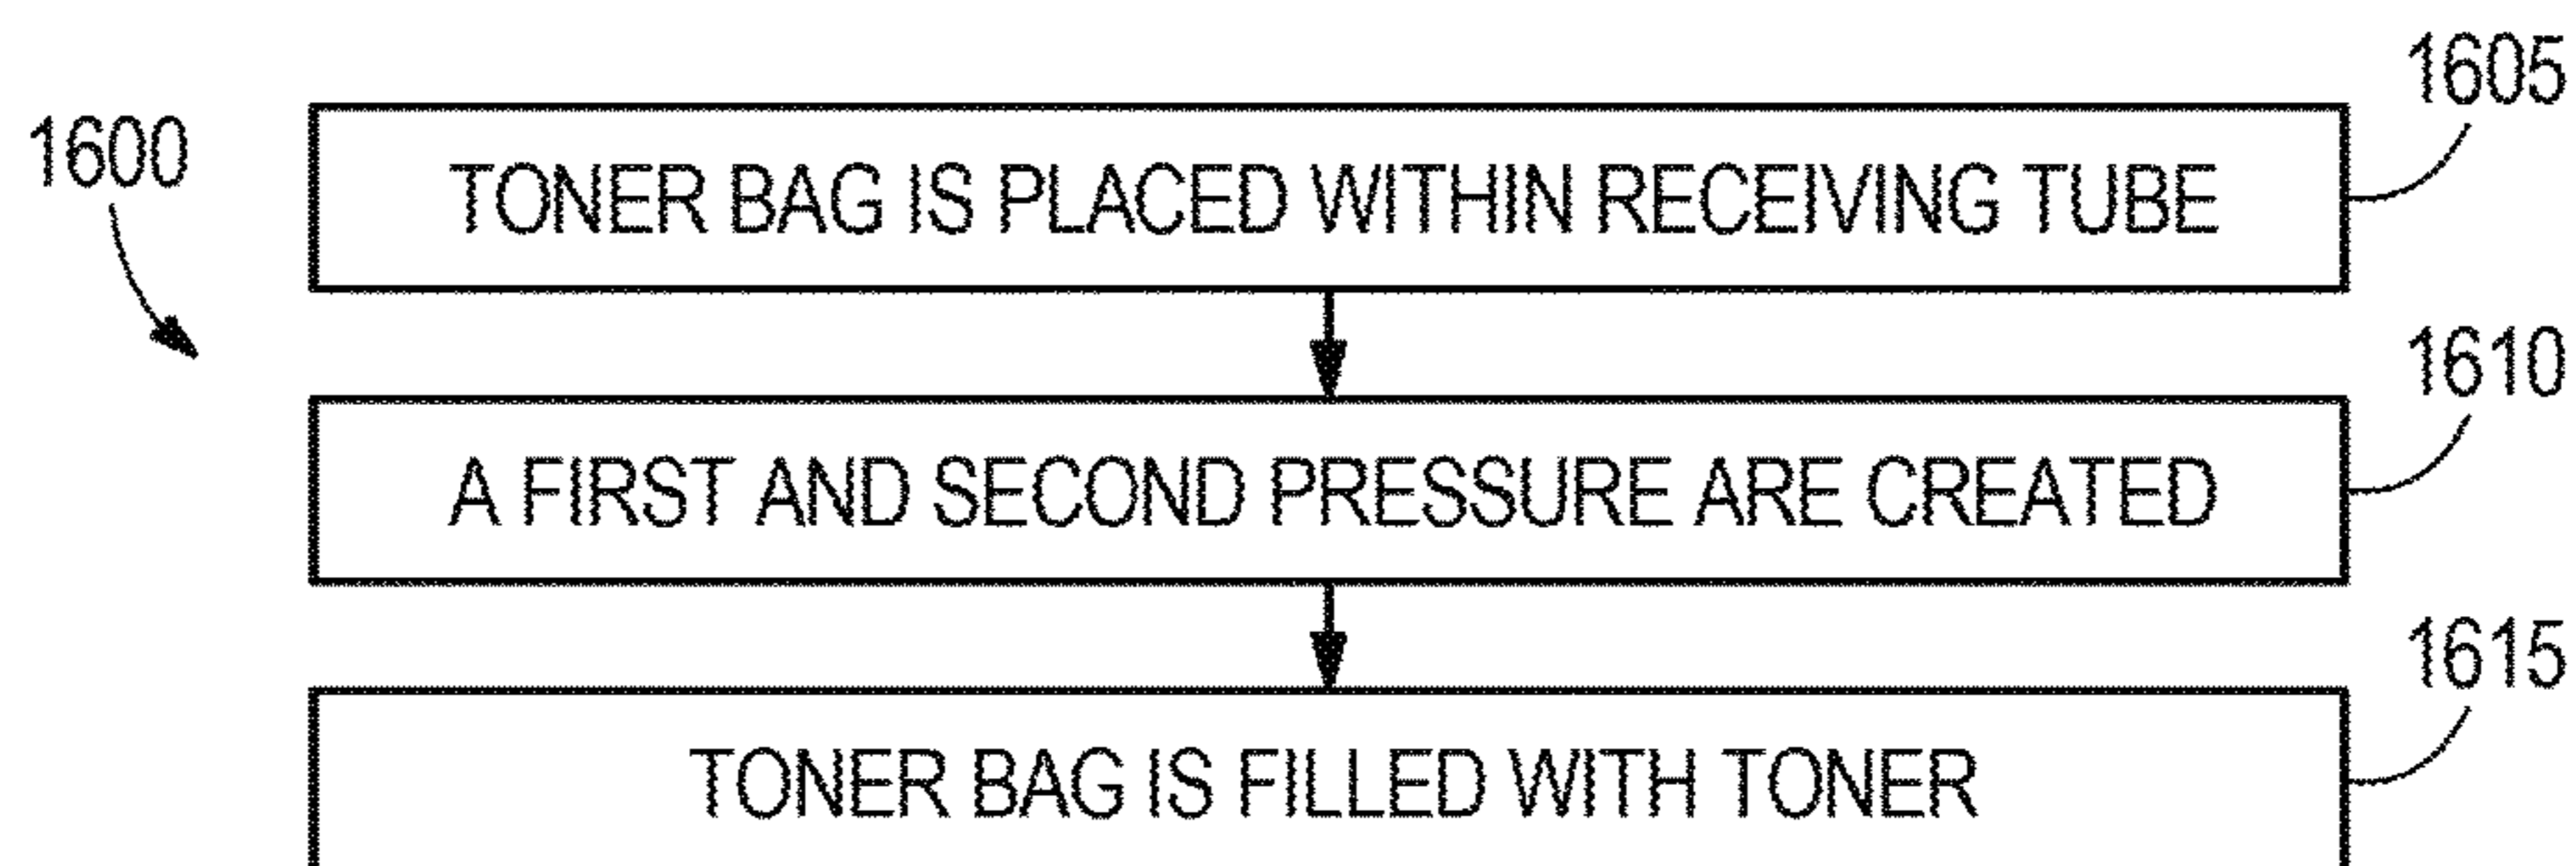 1605
1600
TONER BAG IS PLACED WITHIN RECEIVING TUBE
1610
A FIRST AND SECOND PRESSURE ARE CREATED
1615
TONER BAG IS FILLED WITH TONER